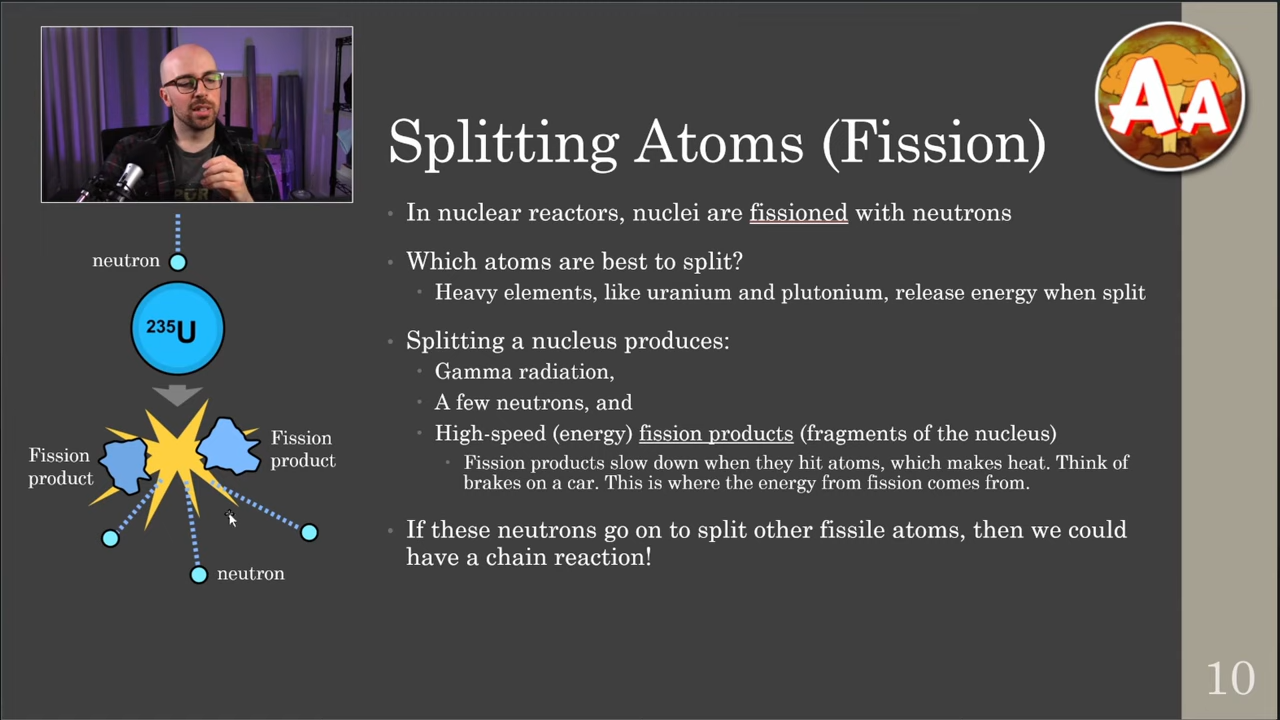 AA
Splitting Atoms (Fission)
• In nuclear reactors, nuclei are fissioned with neutrons
• Which atoms are best to split?
• Heavy elements, like uranium and plutonium, release energy when split
• Splitting a nucleus produces:
• Gamma radiation,
• A few neutrons, and
• High-speed (energy) fission products (fragments of the nucleus)
• Fission products slow down when they hit atoms, which makes heat. Think of
brakes on a car. This is where the energy from fission comes from.
• If these neutrons go on to split other fissile atoms, then we could
have a chain reaction!
neutron
235U
Fission
product
Fission
product
neutron
10